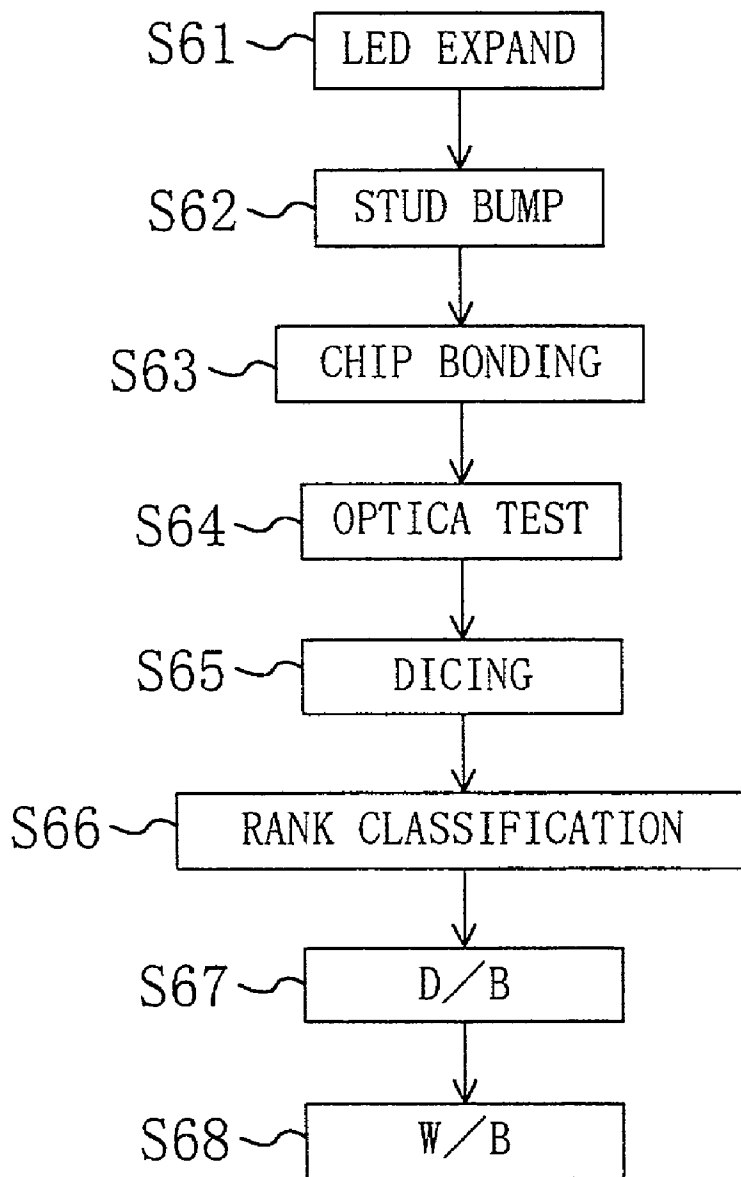 S61 LED EXPAND
S62 STUD BUMP
S63 CHIP BONDING
S64 OPTICA TEST
S65 DICING
S66 RANK CLASSIFICATION
S67 D/B
S68 W/B